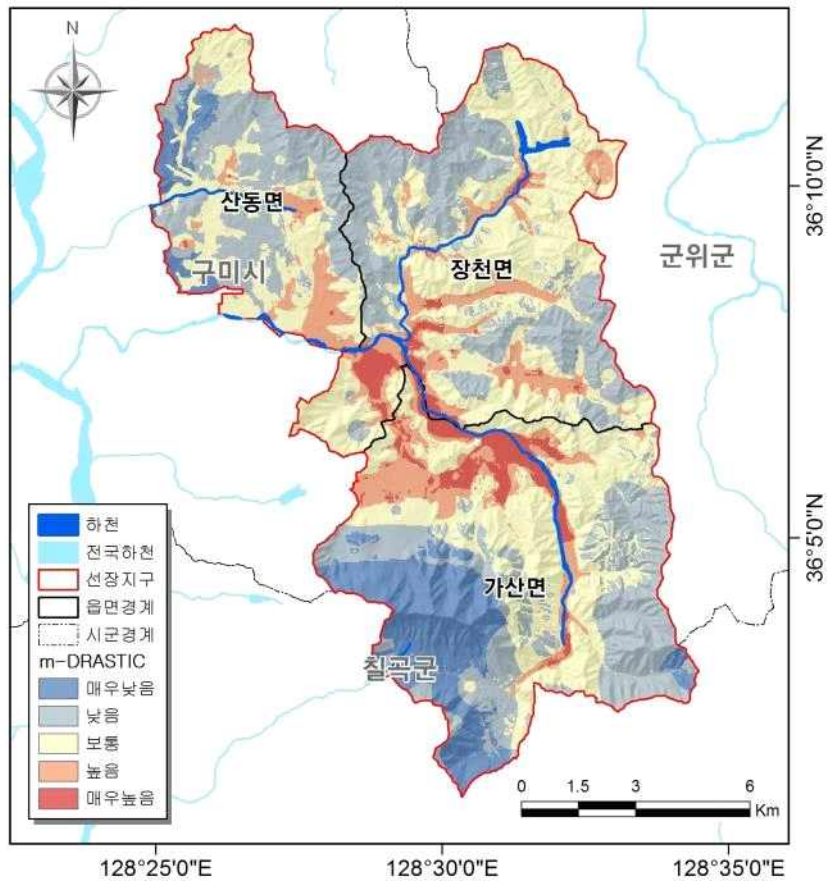 N
산동면
구미시
장천면
군위군
가산면
칠곡군
36°10'0"N
36°5'0"N
하천
전국하천
선장지구
읍면경계
시군경계
m-DRASTIC
매우낮음
낮음
보통
높음
매우높음
0 1.5 3 6
Km
128°25'0"E 128°30'0"E 128°35'0"E